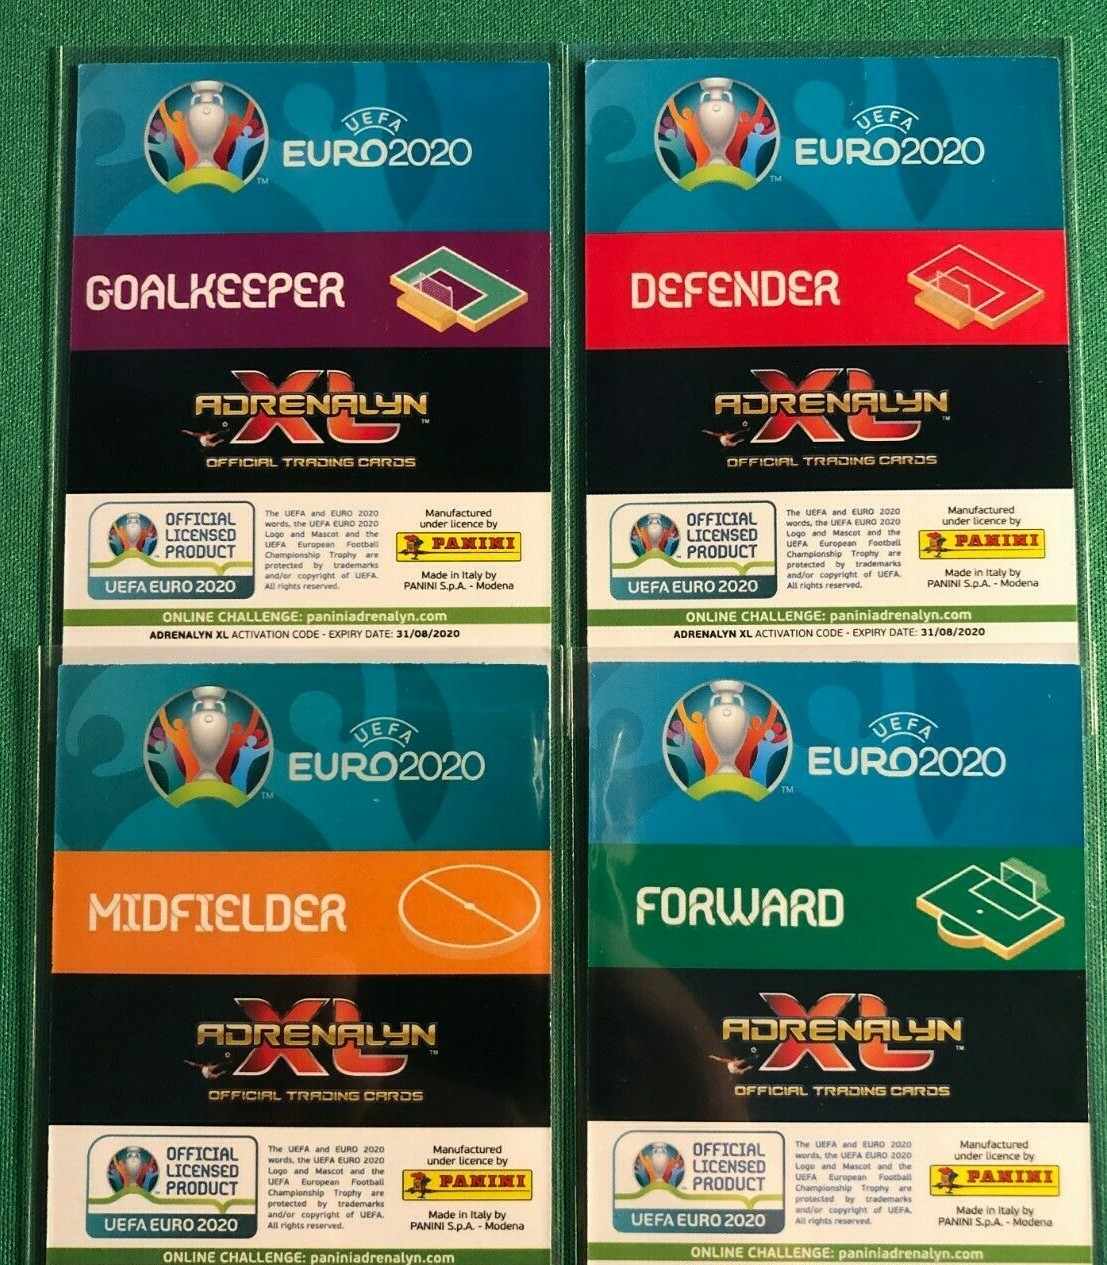 UEFA
EURO2020
TM
GOALKEEPER
ADRENALYN
XL
TM
OFFICIAL TRADING CARDS
OFFICIAL
LICENSED
PRODUCT
UEFA EURO 2020
The UEFA and EURO 2020
words, the UEFA EURO 2020
Logo and Mascot and the
UEFA European Football
Championship Trophy are
protected by trademarks
and/or copyright of UEFA.
All rights reserved.
Manufactured
under licence by
PANINI
Made in Italy by
PANINI S.p.A. - Modena
ONLINE CHALLENGE: paniniadrenalyn.com
ADRENALYN XL ACTIVATION CODE - EXPIRY DATE: 31/08/2020
UEFA
EURO2020
TM
DEFENDER
ADRENALYN
XL
TM
OFFICIAL TRADING CARDS
OFFICIAL
LICENSED
PRODUCT
UEFA EURO 2020
The UEFA and EURO 2020
words, the UEFA EURO 2020
Logo and Mascot and the
UEFA European Football
Championship Trophy are
protected by trademarks
and/or copyright of UEFA.
All rights reserved.
Manufactured
under licence by
PANINI
Made in Italy by
PANINI S.p.A. - Modena
ONLINE CHALLENGE: paniniadrenalyn.com
ADRENALYN XL ACTIVATION CODE - EXPIRY DATE: 31/08/2020
UEFA
EURO2020
TM
MIDFIELDER
ADRENALYN
XL
TM
OFFICIAL TRADING CARDS
OFFICIAL
LICENSED
PRODUCT
UEFA EURO 2020
The UEFA and EURO 2020
words, the UEFA EURO 2020
Logo and Mascot and the
UEFA European Football
Championship Trophy are
protected by trademarks
and/or copyright of UEFA.
All rights reserved.
Manufactured
under licence by
PANINI
Made in Italy by
PANINI S.p.A. - Modena
ONLINE CHALLENGE: paniniadrenalyn.com
UEFA
EURO2020
TM
FORWARD
ADRENALYN
XL
TM
OFFICIAL TRADING CARDS
OFFICIAL
LICENSED
PRODUCT
UEFA EURO 2020
The UEFA and EURO 2020
words, the UEFA EURO 2020
Logo and Mascot and the
UEFA European Football
Championship Trophy are
protected by trademarks
and/or copyright of UEFA.
All rights reserved.
Manufactured
under licence by
PANINI
Made in Italy by
PANINI S.p.A. - Modena
ONLINE CHALLENGE: paniniadrenalyn.com